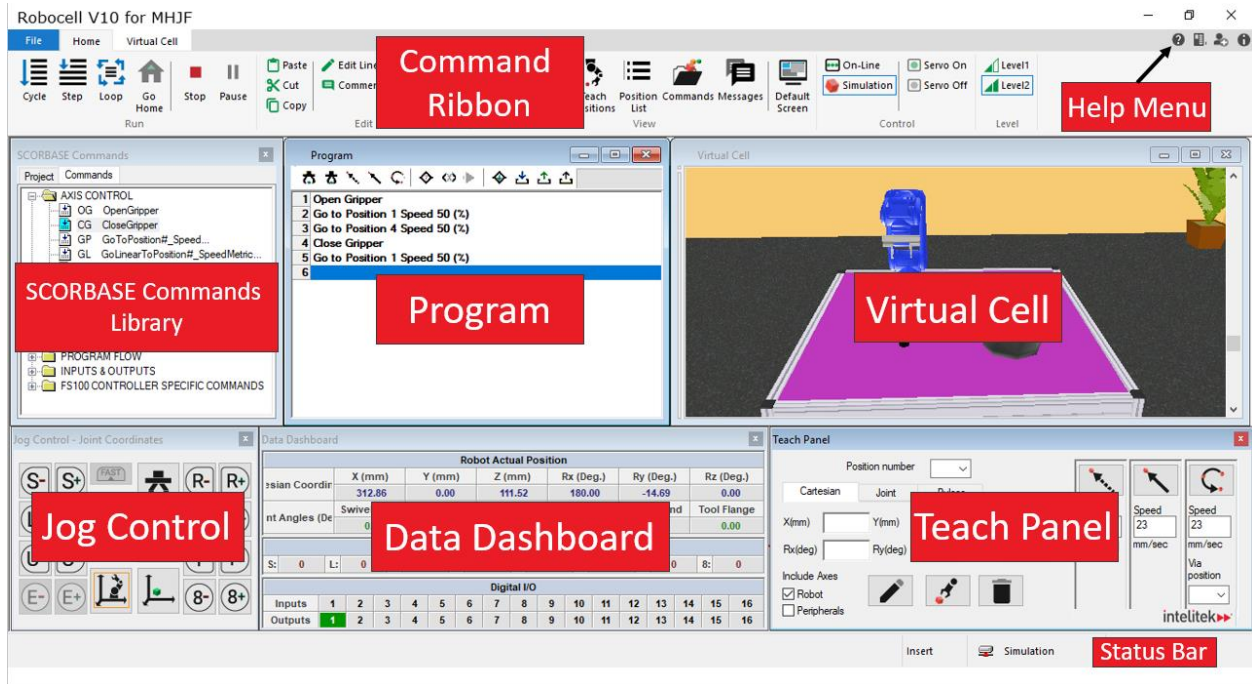 Robocell V10 for MHJF
File Home Virtual Cell
Cycle Step Loop Go Home Stop Pause
Run
Paste Edit Line
Cut Comment
Copy
Edit
Command Ribbon
Position List Commands Messages Default Screen
View
On-Line Servo On
Simulation Servo Off
Control
Level1
Level2
Level
Help Menu
SCORBASE Commands
Project Commands
AXIS CONTROL
OG OpenGripper
CG CloseGripper
GP GoToPosition#_Speed...
GL GoLinearToPosition#_SpeedMetric...
SCORBASE Commands
Library
PROGRAM FLOW
INPUTS & OUTPUTS
FS100 CONTROLLER SPECIFIC COMMANDS
Program
1 Open Gripper
2 Go to Position 1 Speed 50 (%)
3 Go to Position 4 Speed 50 (%)
4 Close Gripper
5 Go to Position 1 Speed 50 (%)
6
Program
Virtual Cell
Virtual Cell
Jog Control - Joint Coordinates
S- S+ FAST R- R+
Jog Control
E- E+ 8- 8+
Data Dashboard
Robot Actual Position
X (mm) Y (mm) Z (mm) Rx (Deg.) Ry (Deg.) Rz (Deg.)
312.86 0.00 111.52 180.00 -14.69 0.00
Tool Flange
0.00
Data Dashboard
S: 0 L: 0 8: 0
Digital I/O
Inputs 1 2 3 4 5 6 7 8 9 10 11 12 13 14 15 16
Outputs 1 2 3 4 5 6 7 8 9 10 11 12 13 14 15 16
Teach Panel
Position number
Cartesian Joint
X(mm) Y(mm)
Rx(deg) Ry(deg)
Teach Panel
Include Axes
Robot
Peripherals
Speed Speed
23 23
mm/sec mm/sec
Via
position
intelitek
Insert Simulation
Status Bar